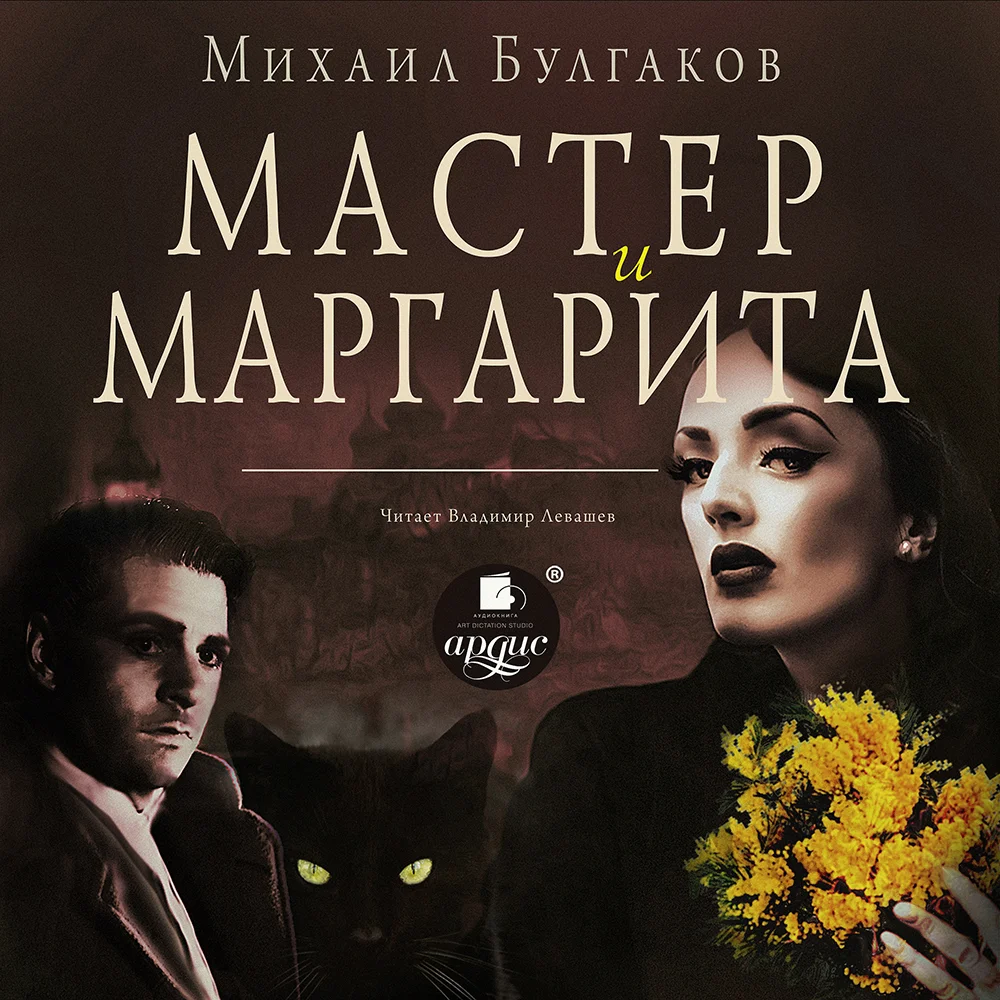 Михаил Булгаков
МАСТЕР
и
МАРГАРИТА
Читает Владимир Левашев
®
АУДИОКНИГА
ART DICTATION STUDIO
ардис